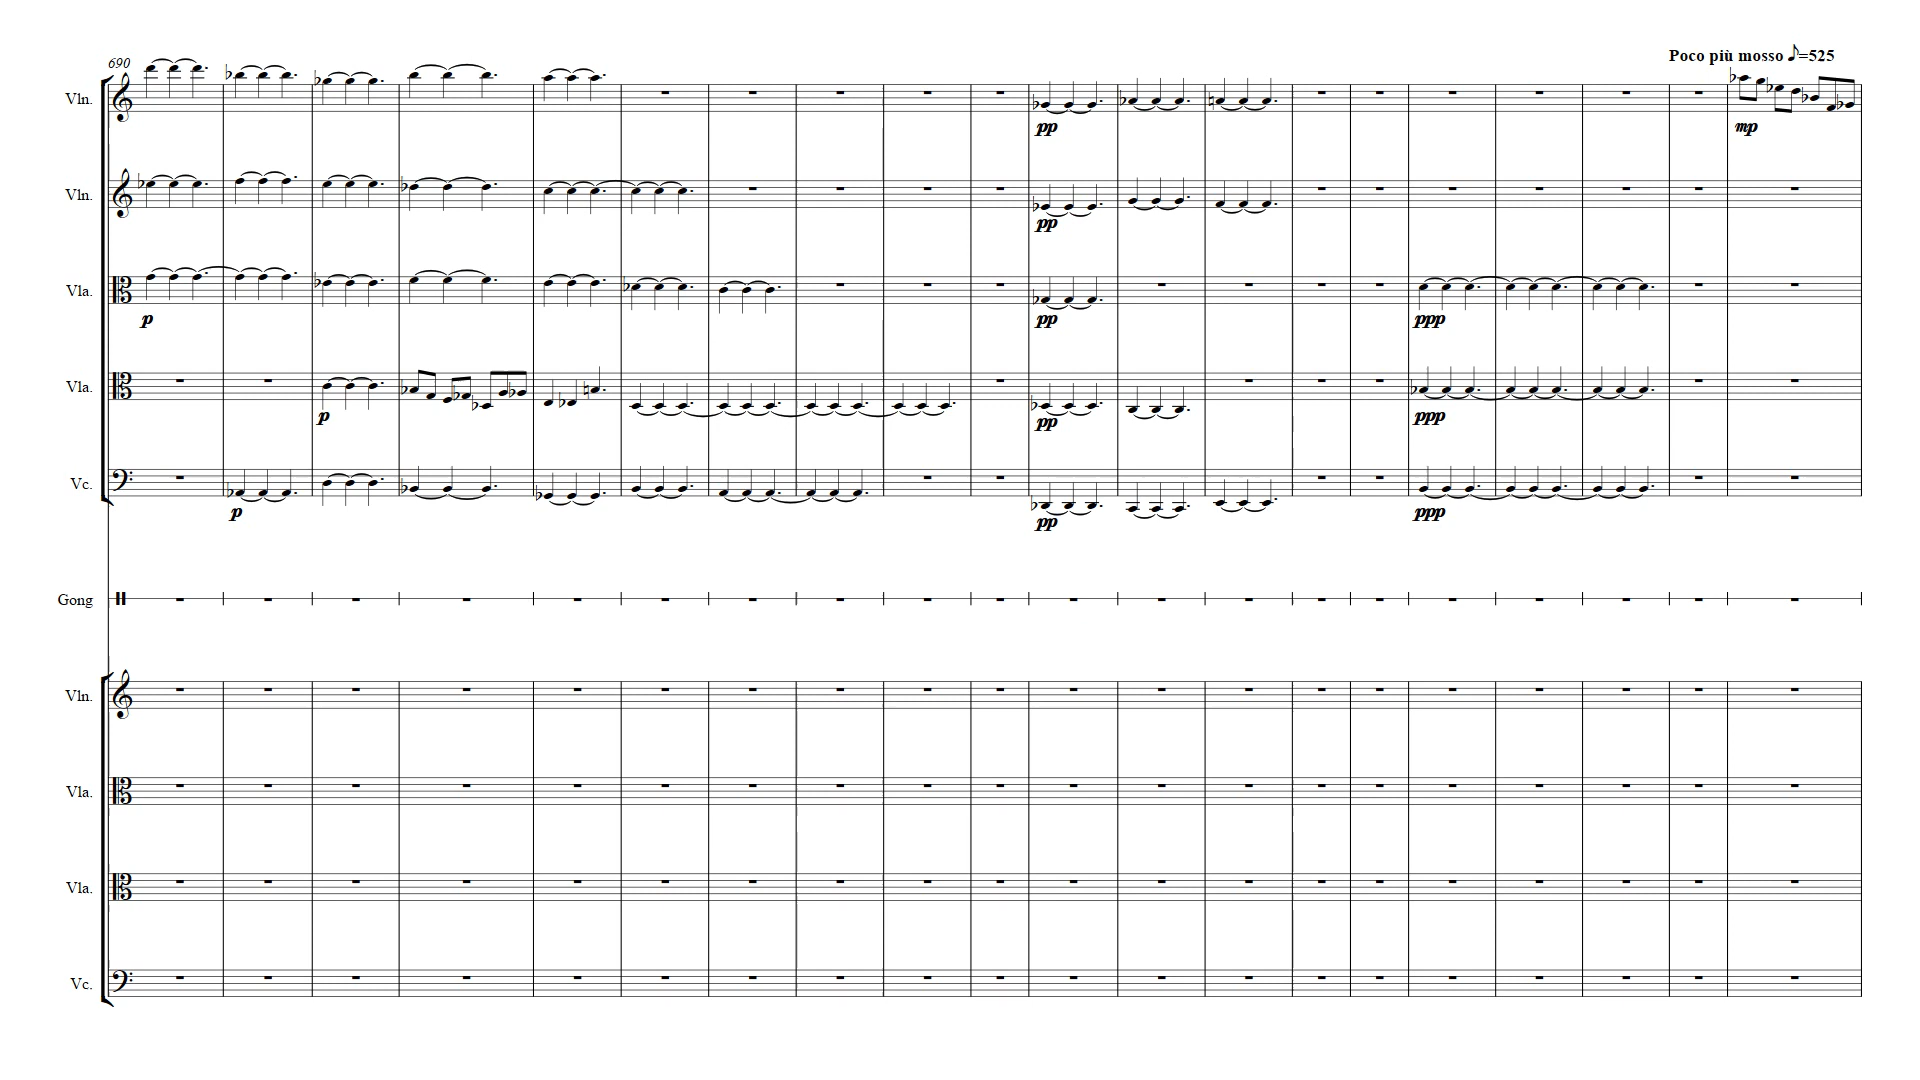 Poco più mosso ♪=525
690
Vln.
mp
pp
Vln.
pp
Vla.
p
pp
ppp
Vla.
p
pp
ppp
Vc.
p
pp
ppp
Gong
Vln.
Vla.
Vla.
Vc.